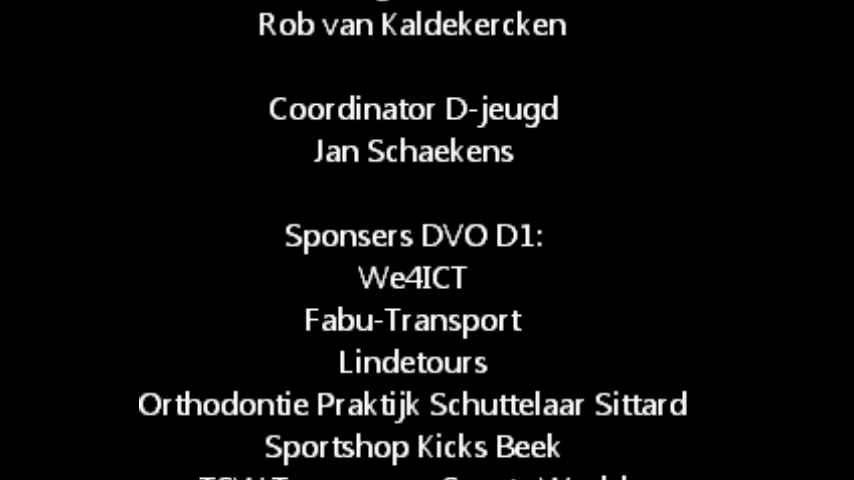 Rob van Kaldekercken
Coordinator D-jeugd
Jan Schaekens
Sponsers DVO D1:
We4ICT
Fabu-Transport
Lindetours
Orthodontie Praktijk Schuttelaar Sittard
Sportshop Kicks Beek